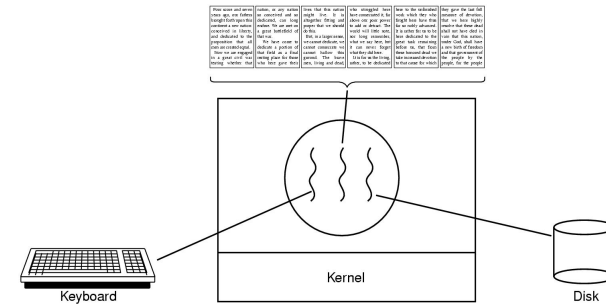 Four score and seven
years ago, our fathers
brought forth upon this
continent a new nation:
conceived in liberty,
and dedicated to the
proposition that all
men are created equal.
Now we are engaged
in a great civil war
testing whether that
nation, or any nation
so conceived and so
dedicated, can long
endure. We are met on
a great battlefield of
that war.
We have come to
dedicate a portion of
that field as a final
resting place for those
who here gave their
lives that this nation
might live. It is
altogether fitting and
proper that we should
do this.
But, in a larger sense,
we cannot dedicate, we
cannot consecrate we
cannot hallow this
ground. The brave
men, living and dead,
who struggled here
have consecrated it, far
above our poor power
to add or detract. The
world will little note,
nor long remember,
what we say here, but
it can never forget
what they did here.
It is for us the living,
rather, to be dedicated
here to the unfinished
work which they who
fought here have thus
far so nobly advanced.
It is rather for us to be
here dedicated to the
great task remaining
before us, that from
these honored dead we
take increased devotion
to that cause for which
they gave the last full
measure of devotion,
that we here highly
resolve that these dead
shall not have died in
vain that this nation,
under God, shall have
a new birth of freedom
and that government of
the people by the
people, for the people
Kernel
Keyboard
Disk